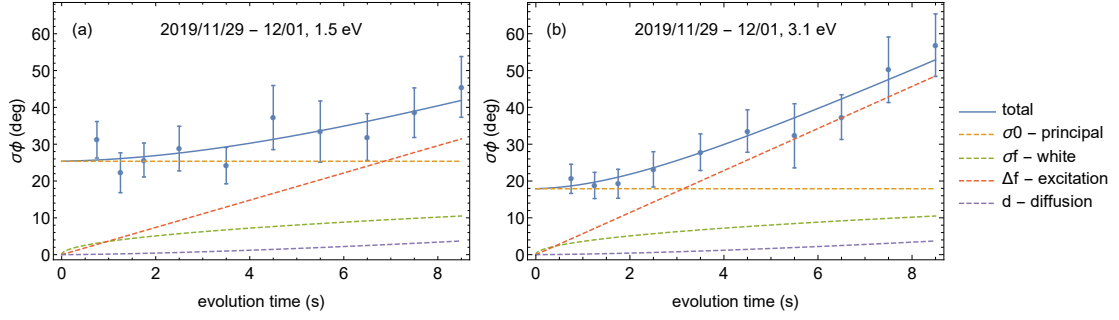 (a) 2019/11/29 – 12/01, 1.5 eV
60
50
40
30
20
10
0
σϕ (deg)
0 2 4 6 8
evolution time (s)
(b) 2019/11/29 – 12/01, 3.1 eV
60
50
40
30
20
10
0
σϕ (deg)
0 2 4 6 8
evolution time (s)
total
σ0 – principal
σf – white
Δf – excitation
d – diffusion